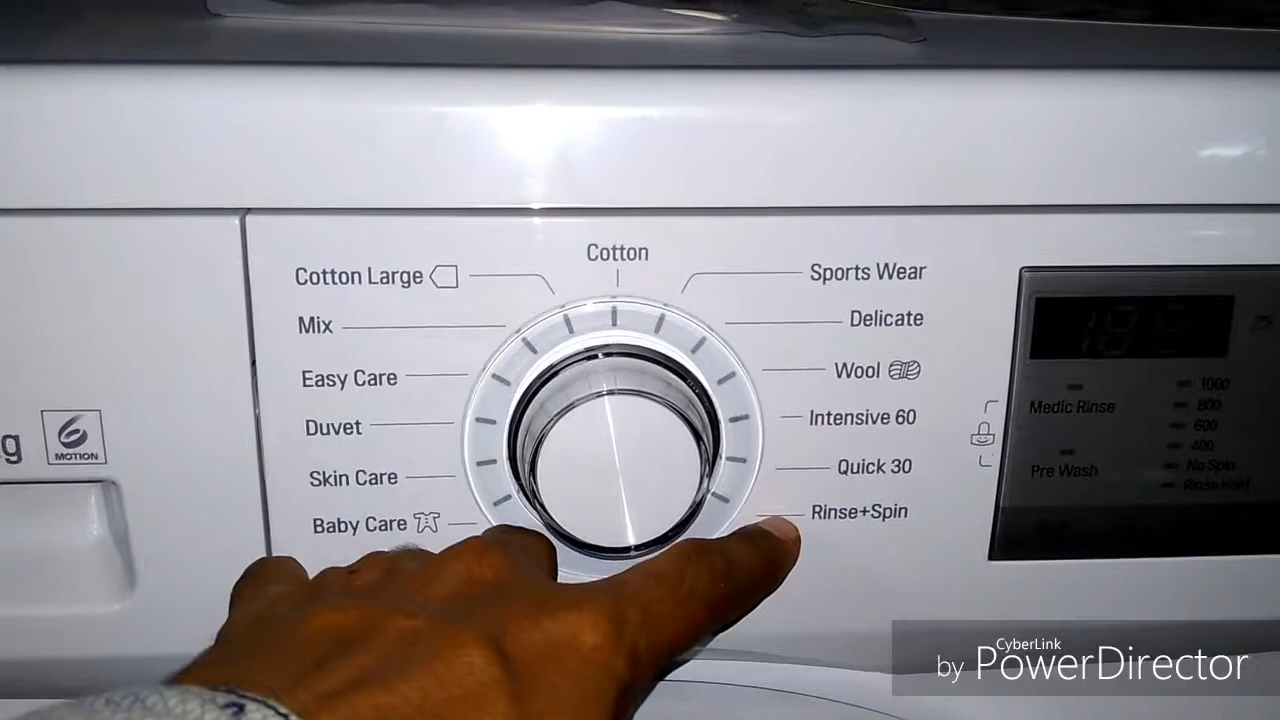 Cotton
Cotton Large
Mix
Easy Care
Duvet
Skin Care
Baby Care
Sports Wear
Delicate
Wool
Intensive 60
Quick 30
Rinse+Spin
g
6
MOTION
Medic Rinse
Pre Wash
1000
800
600
400
No Spin
Rinse Hold
CyberLink
by PowerDirector